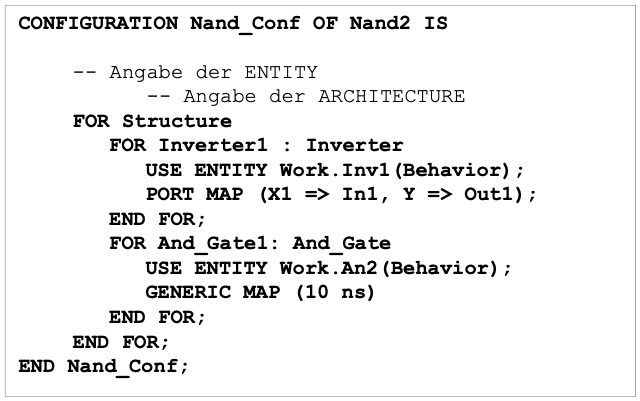 CONFIGURATION Nand_Conf OF Nand2 IS
-- Angabe der ENTITY
-- Angabe der ARCHITECTURE
FOR Structure
FOR Inverter1 : Inverter
USE ENTITY Work.Inv1(Behavior);
PORT MAP (X1 => In1, Y => Out1);
END FOR;
FOR And_Gate1: And_Gate
USE ENTITY Work.An2(Behavior);
GENERIC MAP (10 ns)
END FOR;
END FOR;
END Nand_Conf;